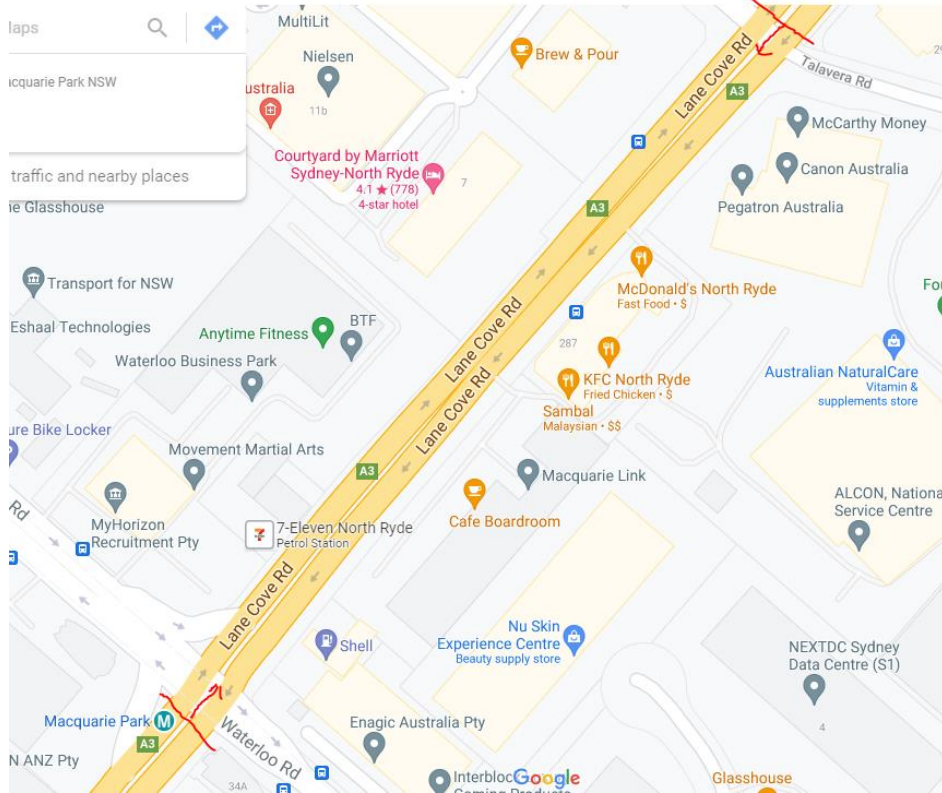 laps
acquarie Park NSW
traffic and nearby places
MultiLit
Nielsen
11b
ustralia
Brew & Pour
Lane Cove Rd
A3
Talavera Rd
McCarthy Money
Canon Australia
Pegatron Australia
Courtyard by Marriott
Sydney-North Ryde
4.1 ★ (778)
4-star hotel
7
A3
ne Glasshouse
Transport for NSW
McDonald's North Ryde
Fast Food · $
Eshaal Technologies
Anytime Fitness
BTF
Waterloo Business Park
Lane Cove Rd
Lane Cove Rd
287
KFC North Ryde
Fried Chicken · $
Sambal
Malaysian · $$
Australian NaturalCare
Vitamin &
supplements store
ure Bike Locker
Movement Martial Arts
A3
Macquarie Link
Cafe Boardroom
Rd
MyHorizon
Recruitment Pty
7-Eleven North Ryde
Petrol Station
ALCON, Nationa
Service Centre
Lane Cove Rd
Shell
Nu Skin
Experience Centre
Beauty supply store
NEXTDC Sydney
Data Centre (S1)
4
Macquarie Park
M
A3
Waterloo Rd
Enagic Australia Pty
N ANZ Pty
34A
Interbloc
Google
Glasshouse